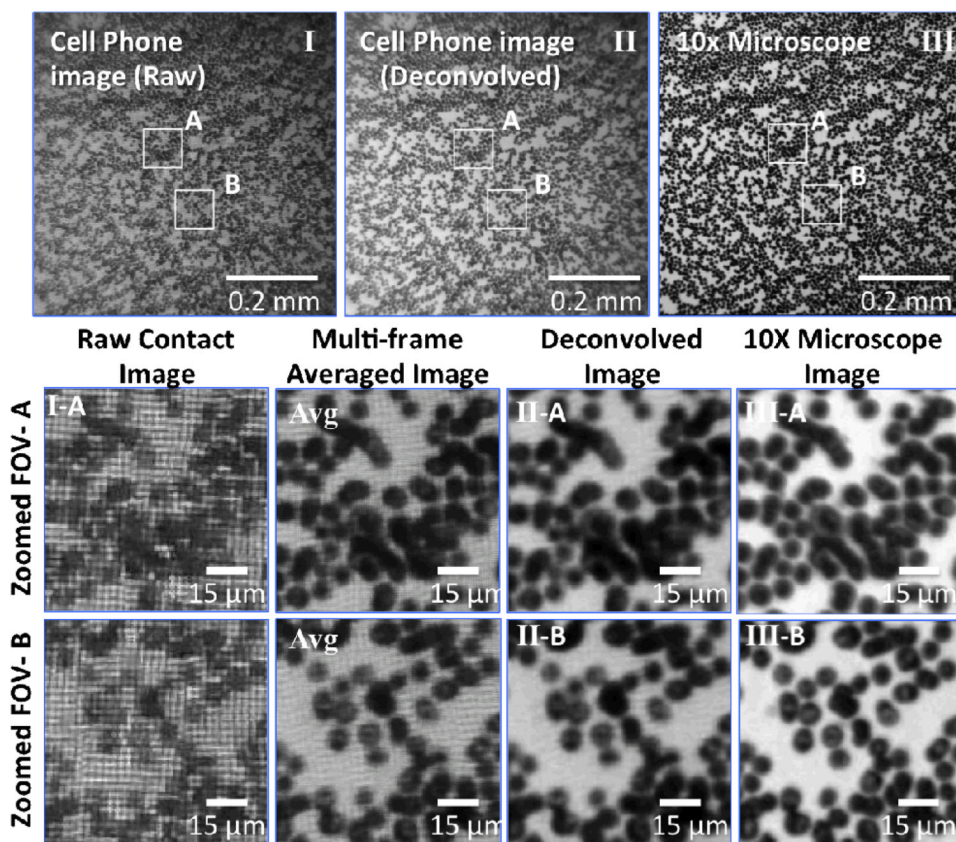 Cell Phone
image (Raw)
I
Cell Phone image
(Deconvolved)
II
10x Microscope
III
A
B
0.2 mm
A
B
0.2 mm
A
B
0.2 mm
Raw Contact
Image
Multi-frame
Averaged Image
Deconvolved
Image
10X Microscope
Image
Zoomed FOV- A
I-A
15 µm
Avg
15 µm
II-A
15 µm
III-A
15 µm
Zoomed FOV- B
15 µm
Avg
15 µm
II-B
15 µm
III-B
15 µm